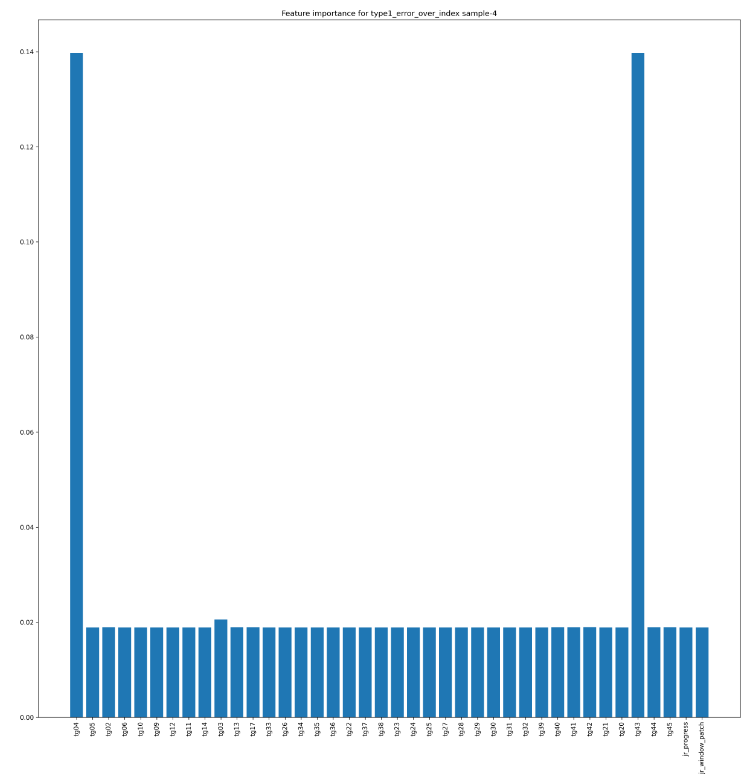 Feature importance for type1_error_over_index sample-4
0.14
0.12
0.10
0.08
0.06
0.04
0.02
0.00
tg04
tg05
tg02
tg06
tg10
tg09
tg12
tg11
tg14
tg03
tg13
tg17
tg33
tg26
tg34
tg35
tg36
tg22
tg37
tg38
tg23
tg24
tg25
tg27
tg28
tg29
tg30
tg31
tg32
tg39
tg40
tg41
tg42
tg21
tg20
tg43
tg44
tg45
jr_progress
jr_window_patch